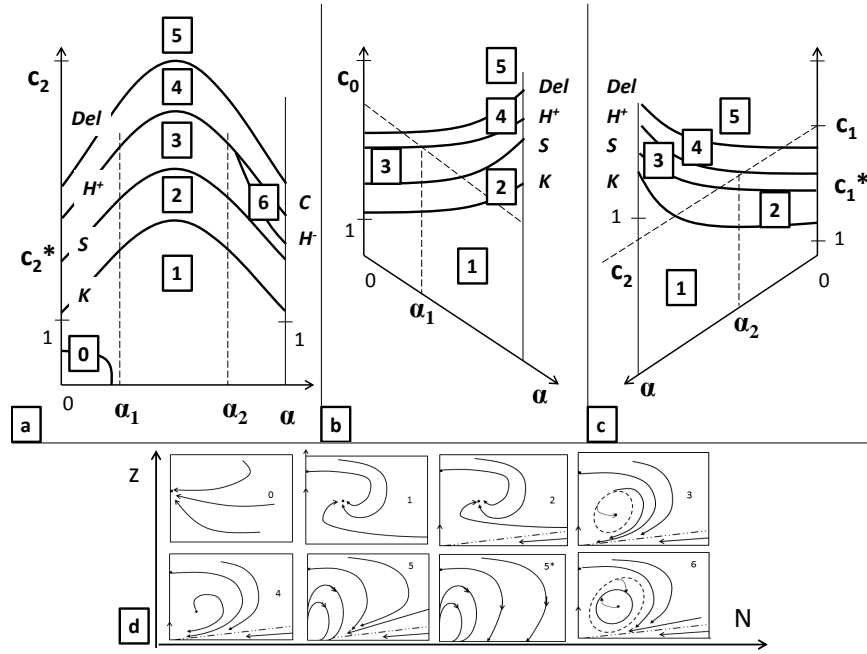 5
c₂
4
Del
3
H⁺
2
6
C
S
H⁻
c₂*
K
1
1
0
1
0
α₁
α₂
α
a
5
c₀
Del
4
H⁺
3
S
2
K
1
1
0
α₁
α
b
Del
5
H⁺
4
c₁
S
3
K
c₁*
2
1
c₂
1
1
0
α₂
α
c
z
0
1
2
3
4
5
5*
6
d
N